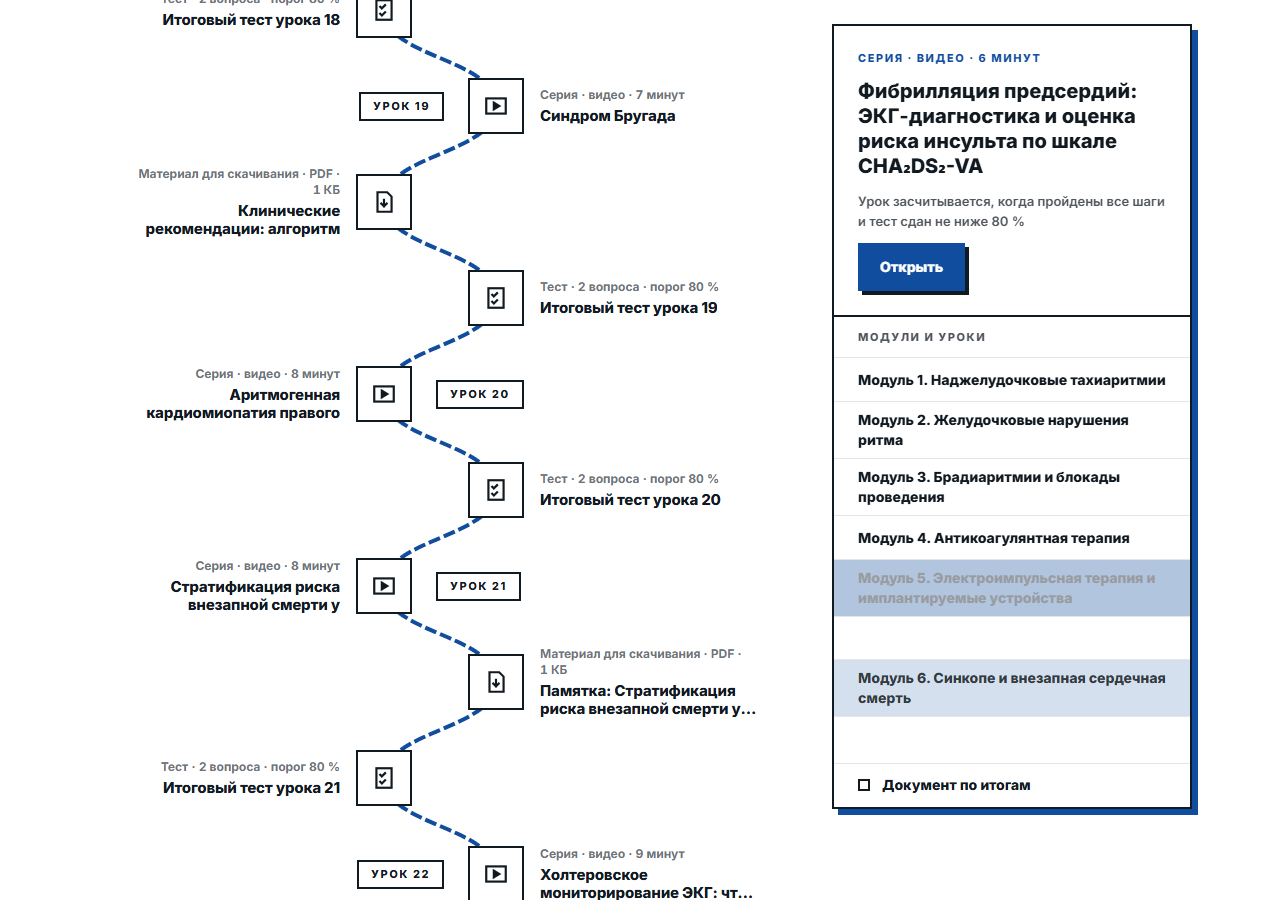 Тест · 2 вопроса · порог 80 %
Итоговый тест урока 18
УРОК 19
Серия · видео · 7 минут
Синдром Бругада
Материал для скачивания · PDF ·
1 КБ
Клинические
рекомендации: алгоритм
Тест · 2 вопроса · порог 80 %
Итоговый тест урока 19
Серия · видео · 8 минут
Аритмогенная
кардиомиопатия правого
УРОК 20
Тест · 2 вопроса · порог 80 %
Итоговый тест урока 20
Серия · видео · 8 минут
Стратификация риска
внезапной смерти у
УРОК 21
Материал для скачивания · PDF ·
1 КБ
Памятка: Стратификация
риска внезапной смерти у…
Тест · 2 вопроса · порог 80 %
Итоговый тест урока 21
УРОК 22
Серия · видео · 9 минут
Холтеровское
мониторирование ЭКГ: чт…
СЕРИЯ · ВИДЕО · 6 МИНУТ
Фибрилляция предсердий:
ЭКГ-диагностика и оценка
риска инсульта по шкале
CHA₂DS₂-VA
Урок засчитывается, когда пройдены все шаги
и тест сдан не ниже 80 %
Открыть
МОДУЛИ И УРОКИ
Модуль 1. Наджелудочковые тахиаритмии
Модуль 2. Желудочковые нарушения
ритма
Модуль 3. Брадиаритмии и блокады
проведения
Модуль 4. Антикоагулянтная терапия
Модуль 5. Электроимпульсная терапия и
имплантируемые устройства
Модуль 6. Синкопе и внезапная сердечная
смерть
Документ по итогам